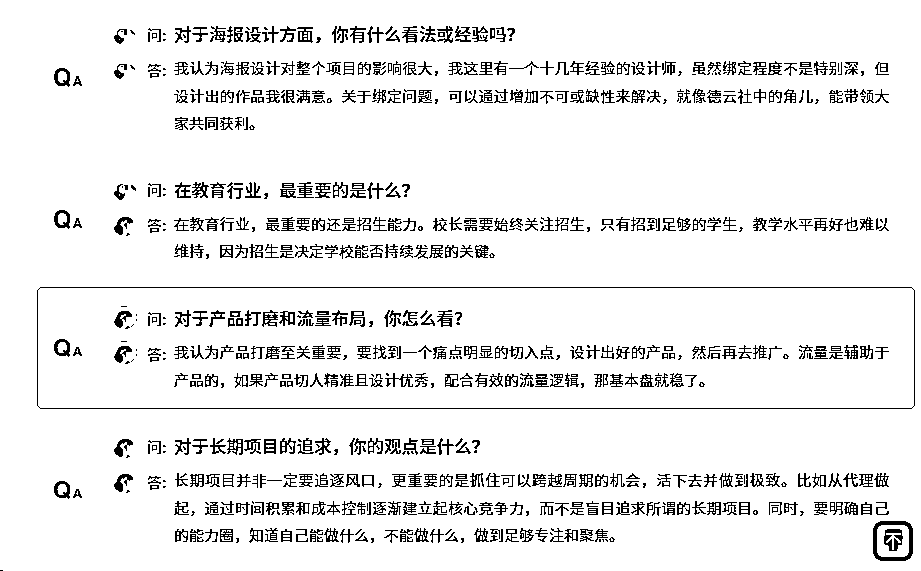 问: 对于海报设计方面，你有什么看法或经验吗？
QA
答: 我认为海报设计对整个项目的影响很大，我这里有一个十几年经验的设计师，虽然绑定程度不是特别深，但
设计出的作品我很满意。关于绑定问题，可以通过增加不可或缺性来解决，就像德云社中的角儿，能带领大
家共同获利。
问: 在教育行业，最重要的是什么？
QA
答: 在教育行业，最重要的还是招生能力。校长需要始终关注招生，只有招到足够的学生，教学水平再好也难以
维持，因为招生是决定学校能否持续发展的关键。
问: 对于产品打磨和流量布局，你怎么看？
QA
答: 我认为产品打磨至关重要，要找到一个痛点明显的切入点，设计出好的产品，然后再去推广。流量是辅助于
产品的，如果产品切人精准且设计优秀，配合有效的流量逻辑，那基本盘就稳了。
问: 对于长期项目的追求，你的观点是什么？
QA
答: 长期项目并非一定要追逐风口，更重要的是抓住可以跨越周期的机会，活下去并做到极致。比如从代理做
起，通过时间积累和成本控制逐渐建立起核心竞争力，而不是盲目追求所谓的长期项目。同时，要明确自己
的能力圈，知道自己能做什么，不能做什么，做到足够专注和聚焦。